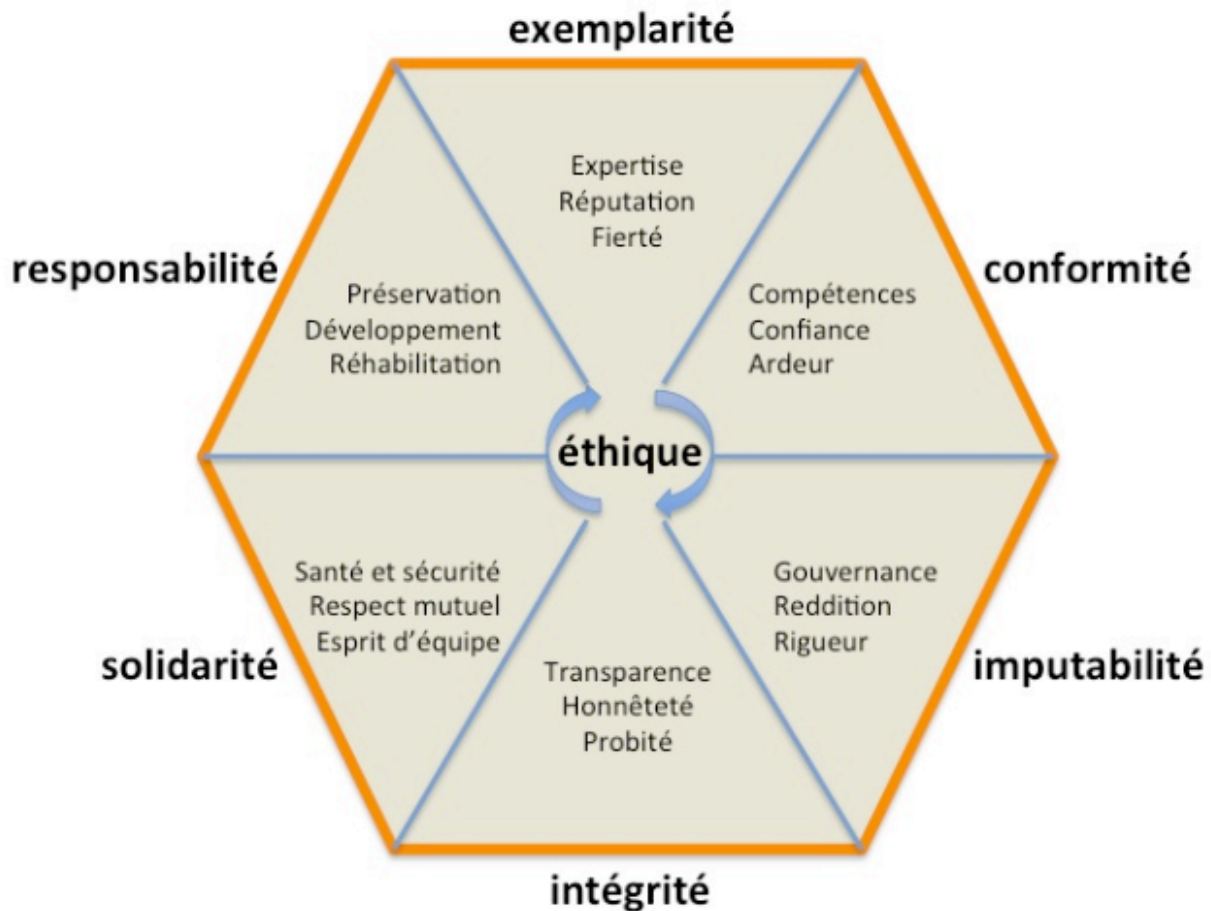 exemplarité
Expertise
Réputation
Fierté
responsabilité
Préservation
Développement
Réhabilitation
conformité
Compétences
Confiance
Ardeur
éthique
solidarité
Santé et sécurité
Respect mutuel
Esprit d'équipe
Transparence
Honnêteté
Probité
Gouvernance
Reddition
Rigueur
imputabilité
intégrité